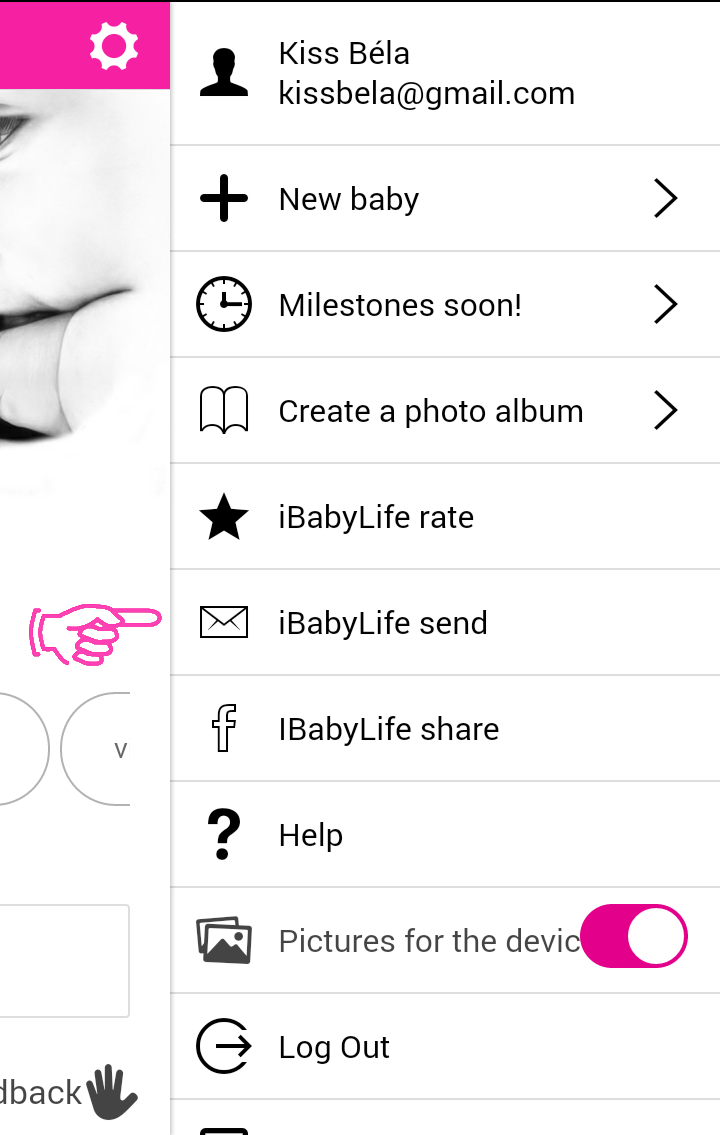 Kiss Béla
kissbela@gmail.com
New baby
Milestones soon!
Create a photo album
iBabyLife rate
iBabyLife send
IBabyLife share
v
Help
Pictures for the devic
Log Out
dback